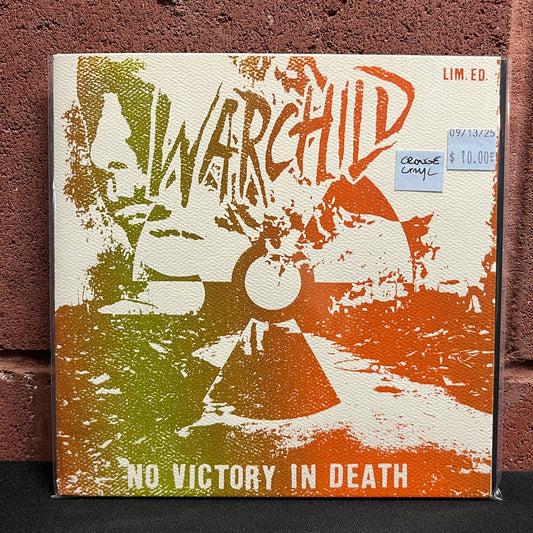 WARCHILD
LIM. ED.
09/13/25
$ 10.00
ORANGE
VINYL
NO VICTORY IN DEATH